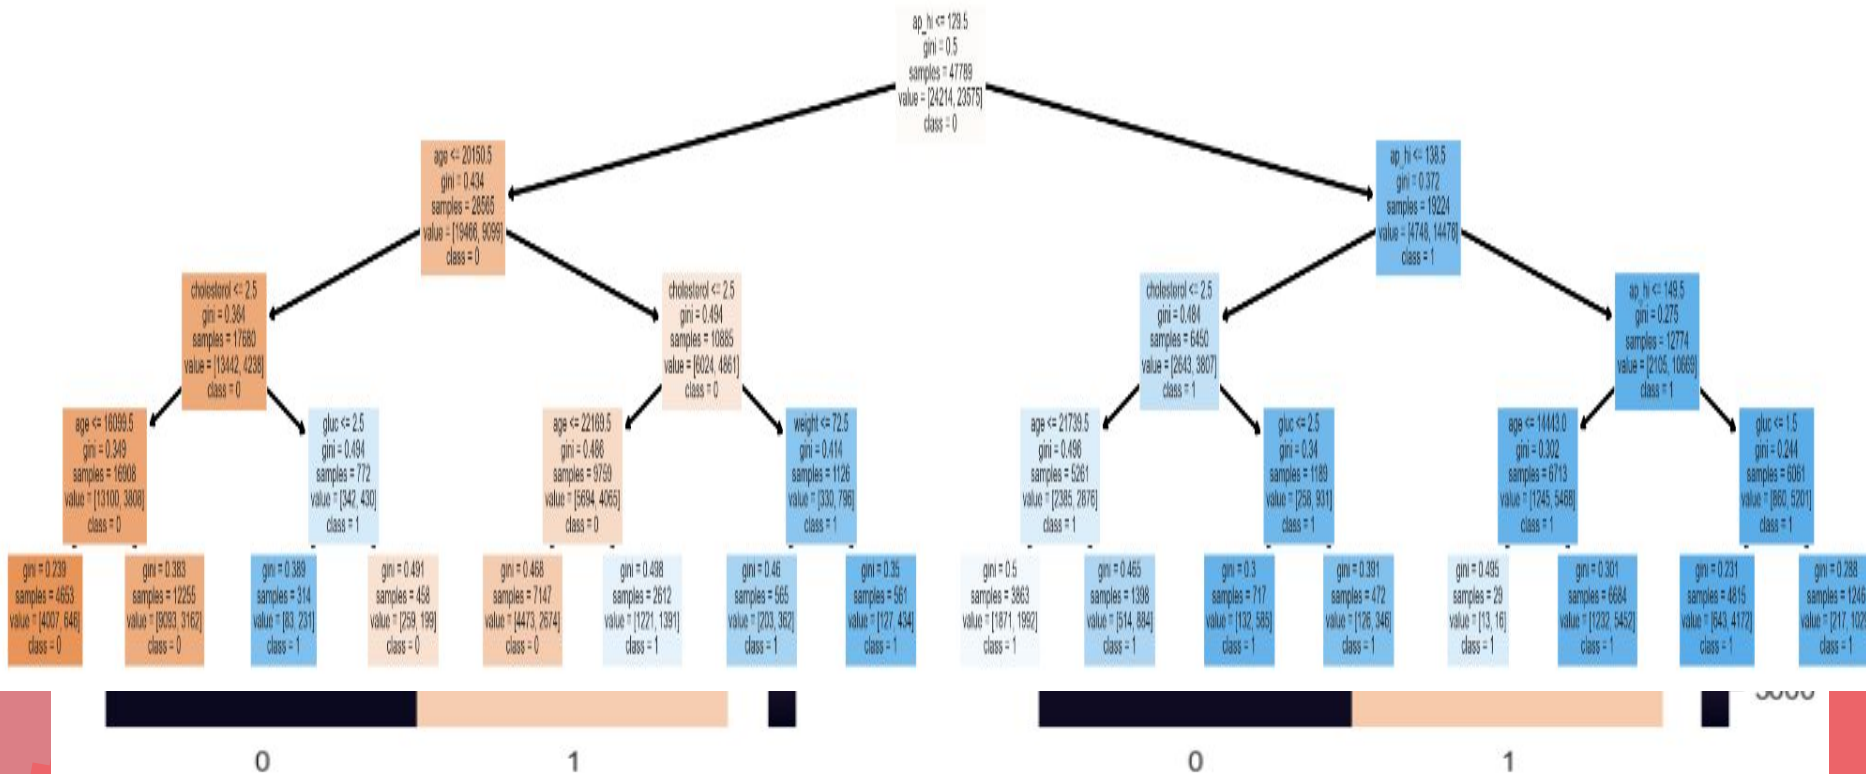 ap_hi <= 129.5
gini = 0.5
samples = 47789
value = [24214, 23575]
class = 0
age <= 20150.5
gini = 0.434
samples = 28565
value = [19466, 9099]
class = 0
ap_hi <= 138.5
gini = 0.372
samples = 19224
value = [4748, 14476]
class = 1
cholesterol <= 2.5
gini = 0.364
samples = 17680
value = [13442, 4238]
class = 0
cholesterol <= 2.5
gini = 0.494
samples = 10885
value = [6024, 4861]
class = 0
cholesterol <= 2.5
gini = 0.484
samples = 6450
value = [2643, 3807]
class = 1
ap_hi <= 149.5
gini = 0.275
samples = 12774
value = [2105, 10669]
class = 1
age <= 16099.5
gini = 0.349
samples = 16908
value = [13100, 3808]
class = 0
gluc <= 2.5
gini = 0.494
samples = 772
value = [342, 430]
class = 1
age <= 22169.5
gini = 0.486
samples = 9759
value = [5694, 4065]
class = 0
weight <= 72.5
gini = 0.414
samples = 1126
value = [330, 796]
class = 1
age <= 21739.5
gini = 0.496
samples = 5261
value = [2385, 2876]
class = 1
gluc <= 2.5
gini = 0.34
samples = 1189
value = [258, 931]
class = 1
age <= 14443.0
gini = 0.302
samples = 6713
value = [1245, 5468]
class = 1
gluc <= 1.5
gini = 0.244
samples = 6061
value = [860, 5201]
class = 1
gini = 0.239
samples = 4653
value = [4007, 646]
class = 0
gini = 0.383
samples = 12255
value = [9093, 3162]
class = 0
gini = 0.389
samples = 314
value = [83, 231]
class = 1
gini = 0.491
samples = 458
value = [259, 199]
class = 0
gini = 0.468
samples = 7147
value = [4473, 2674]
class = 0
gini = 0.498
samples = 2612
value = [1221, 1391]
class = 1
gini = 0.46
samples = 565
value = [203, 362]
class = 1
gini = 0.35
samples = 561
value = [127, 434]
class = 1
gini = 0.5
samples = 3863
value = [1871, 1992]
class = 1
gini = 0.465
samples = 1398
value = [514, 884]
class = 1
gini = 0.3
samples = 717
value = [132, 585]
class = 1
gini = 0.391
samples = 472
value = [126, 346]
class = 1
gini = 0.495
samples = 29
value = [13, 16]
class = 1
gini = 0.301
samples = 6684
value = [1232, 5452]
class = 1
gini = 0.231
samples = 4815
value = [643, 4172]
class = 1
gini = 0.288
samples = 1246
value = [217, 
class = 1
0 1
0 1